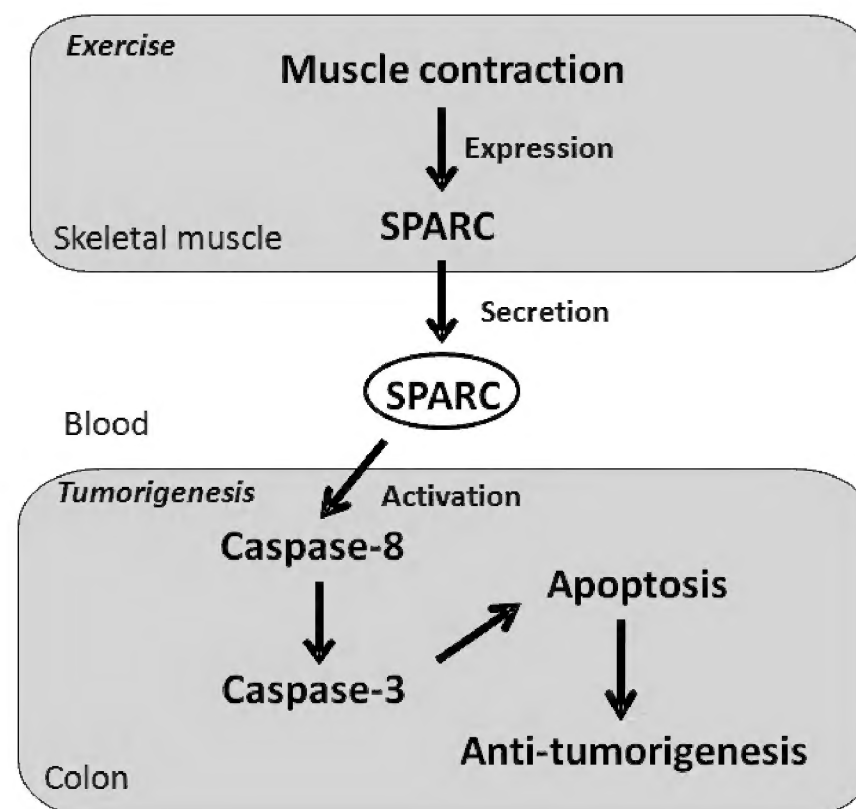 Exercise
Muscle contraction
Expression
SPARC
Skeletal muscle
Secretion
SPARC
Blood
Tumorigenesis
Activation
Caspase-8
Apoptosis
Caspase-3
Anti-tumorigenesis
Colon